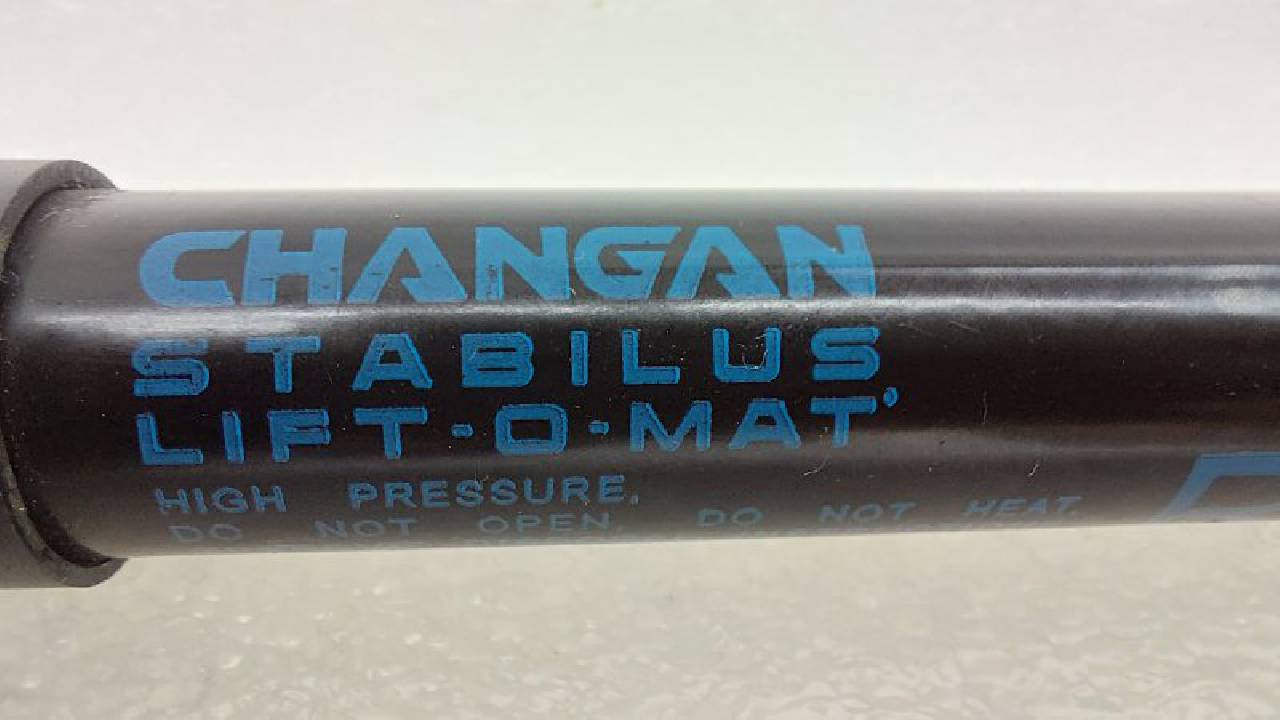 CHANGAN
STABILUS
LIFT-O-MAT
HIGH PRESSURE.
DO NOT OPEN. DO NOT HEAT.